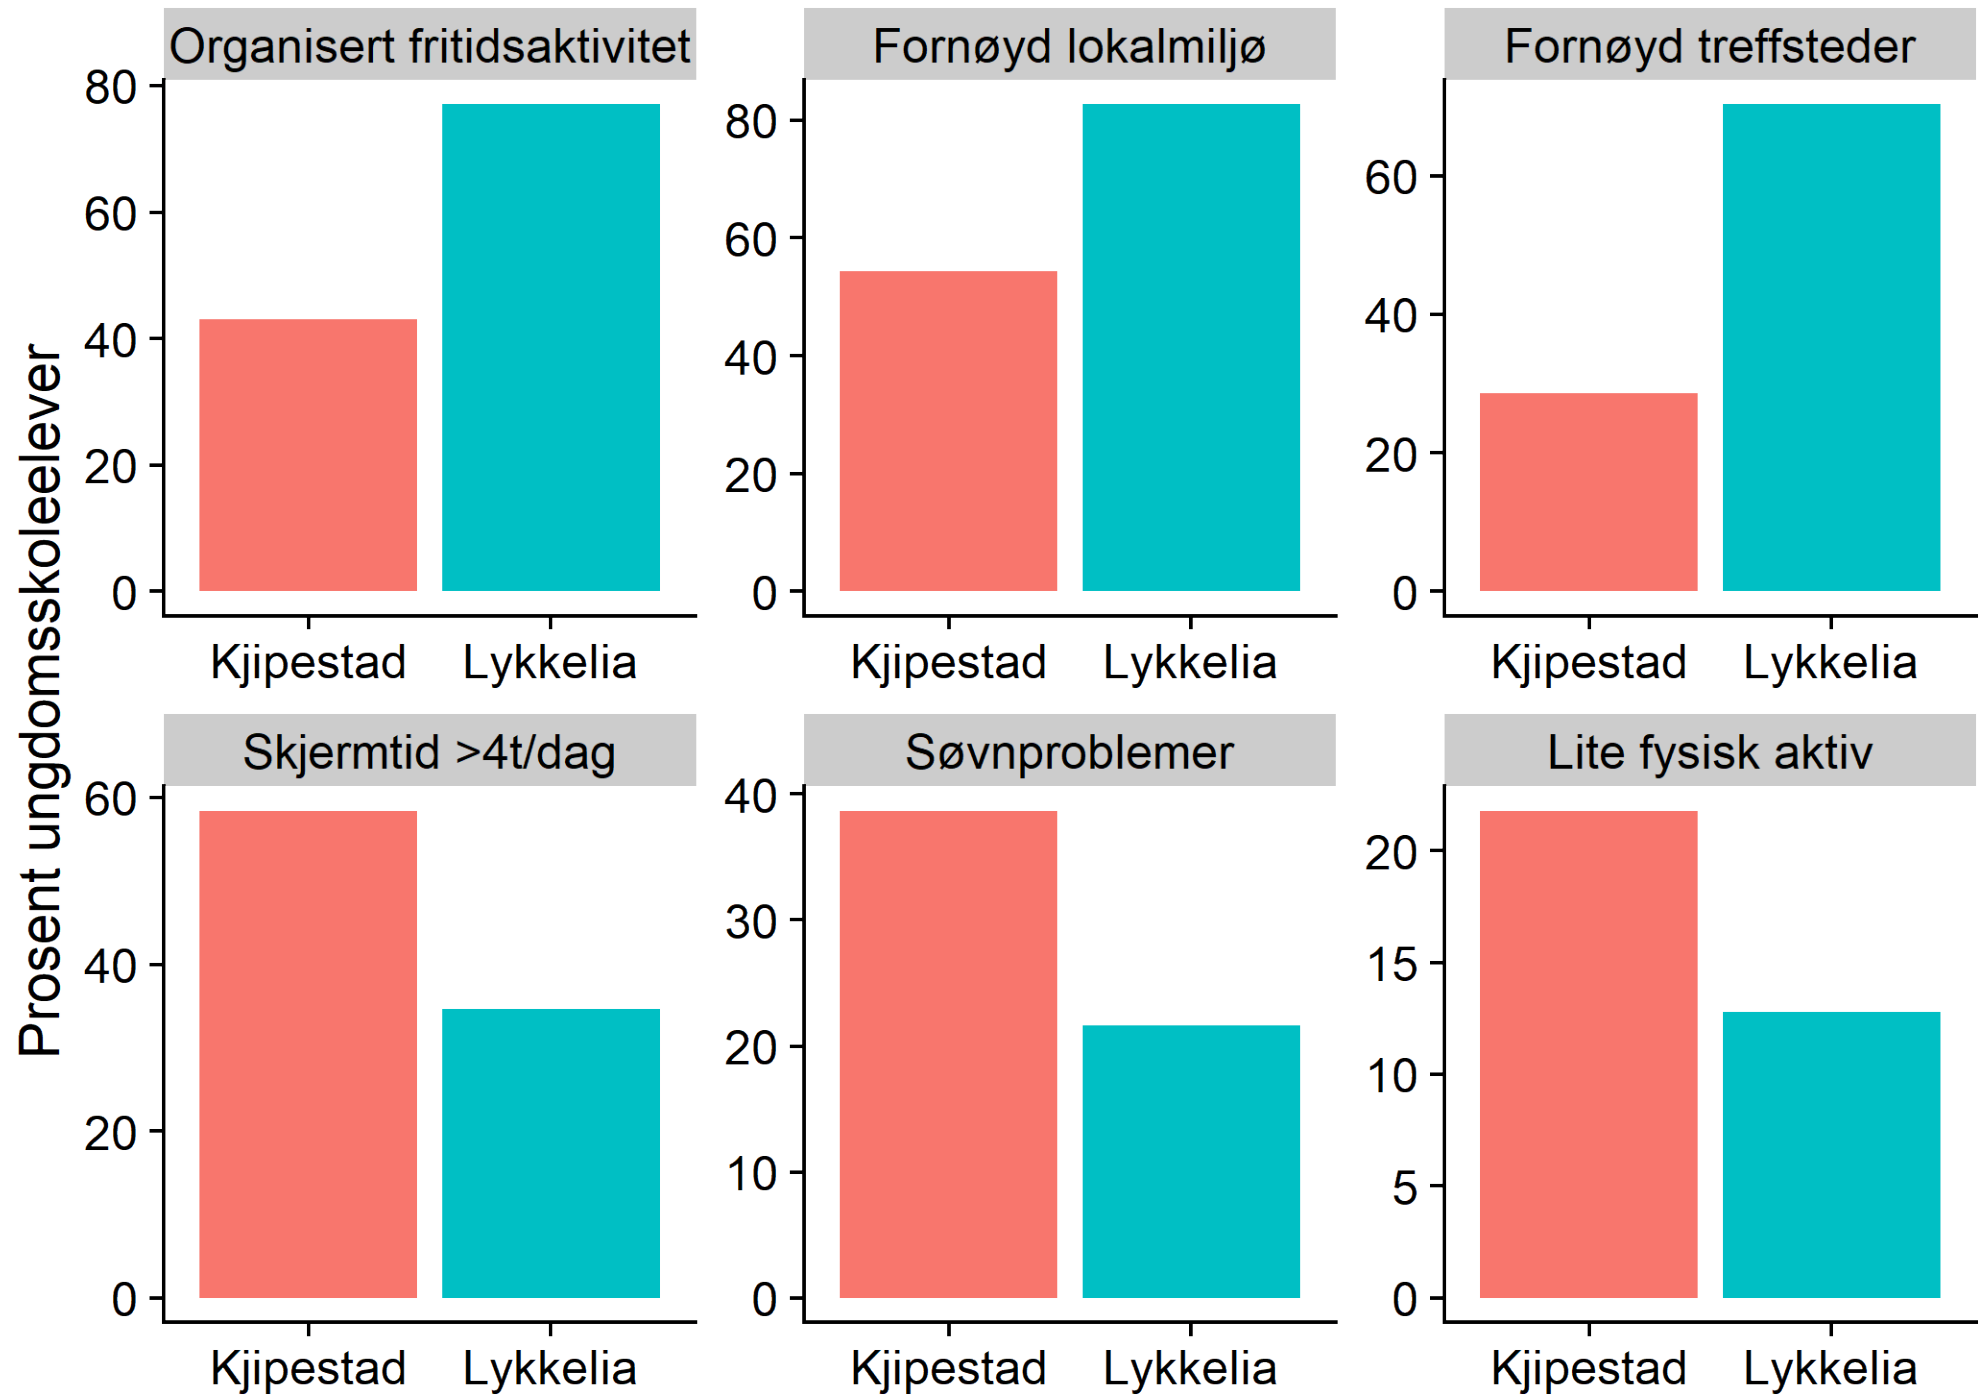 Prosent ungdomsskoleelever
Organisert fritidsaktivitet
80
60
40
20
0
Kjipestad Lykkelia
Fornøyd lokalmiljø
80
60
40
20
0
Kjipestad Lykkelia
Fornøyd treffsteder
60
40
20
0
Kjipestad Lykkelia
Skjermtid >4t/dag
60
40
20
0
Kjipestad Lykkelia
Søvnproblemer
40
30
20
10
0
Kjipestad Lykkelia
Lite fysisk aktiv
20
15
10
5
0
Kjipestad Lykkelia